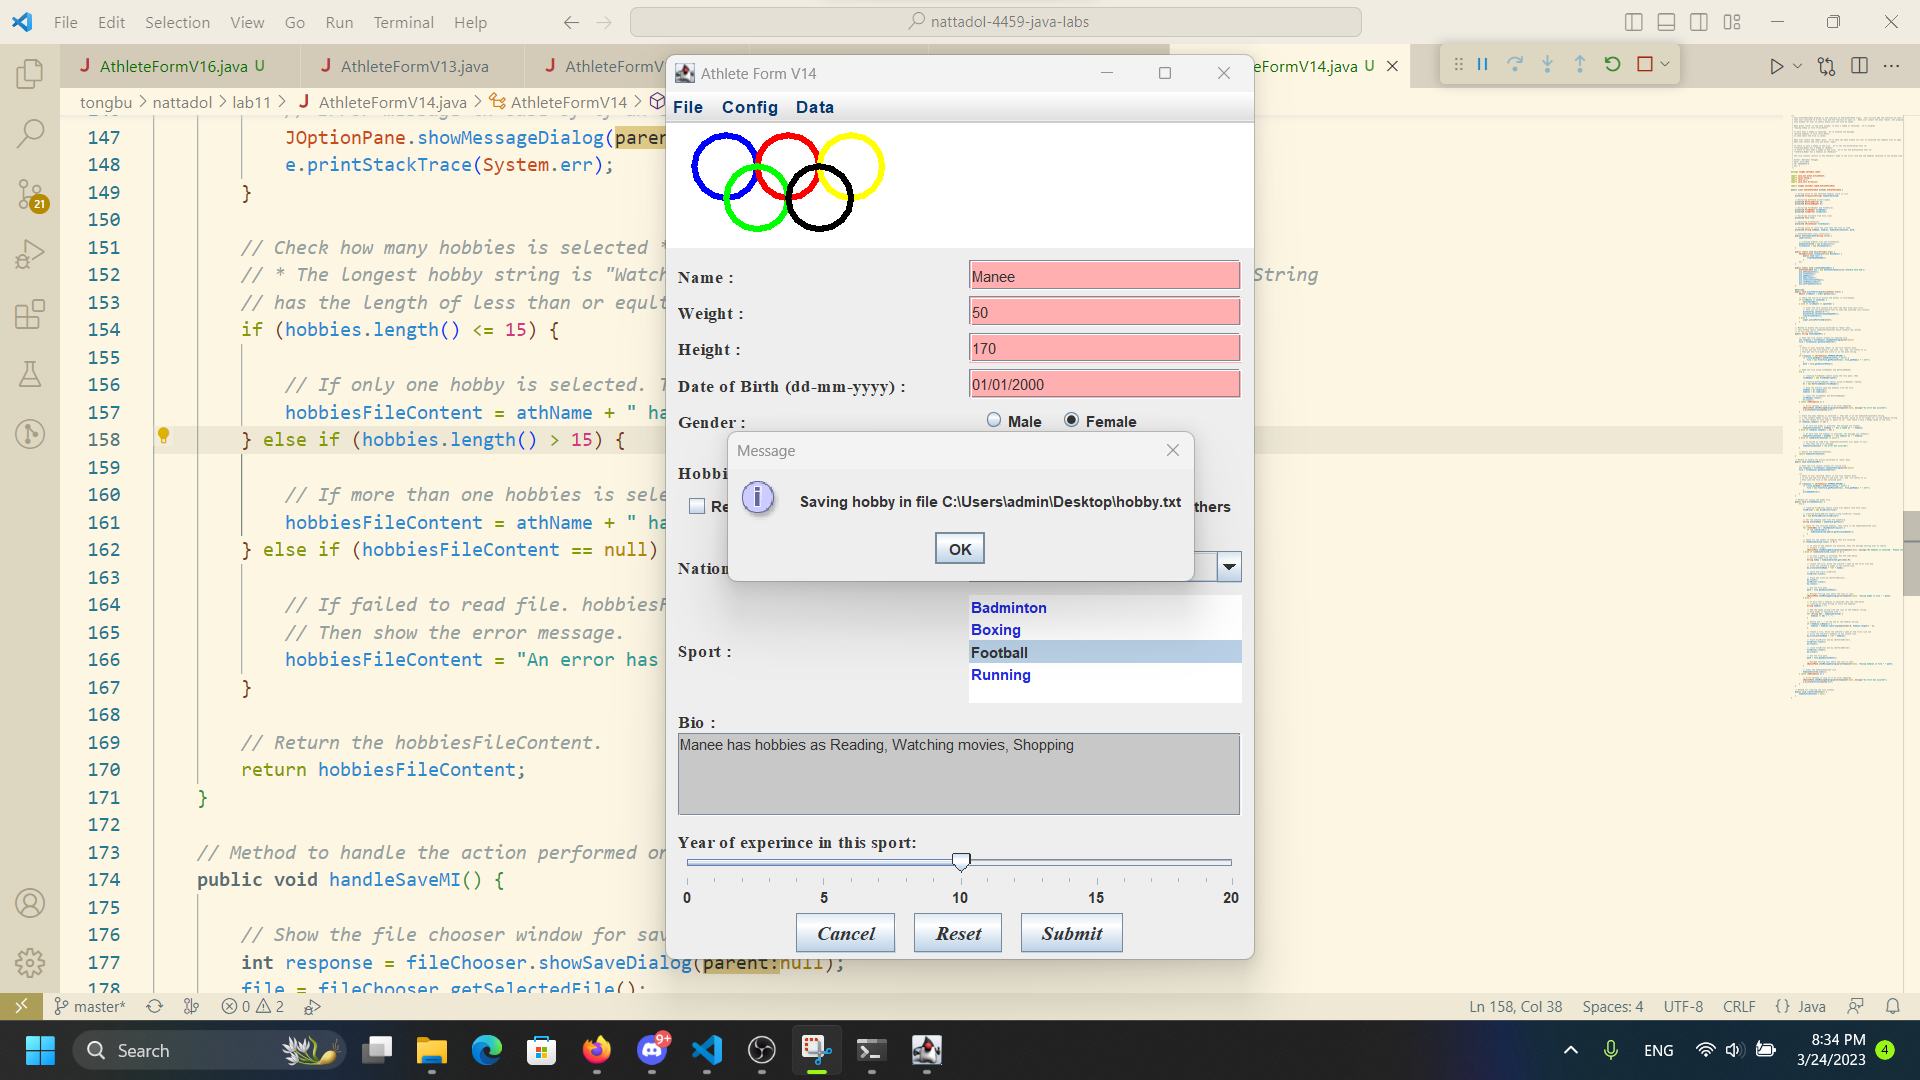 File Edit Selection View Go Run Terminal Help
nattadol-4459-java-labs
AthleteFormV16.java U
AthleteFormV13.java
AthleteFormV
eFormV14.java U
tongbu > nattadol > lab11 > AthleteFormV14.java > AthleteFormV14 >
147 JOptionPane.showMessageDialog(paren
148 e.printStackTrace(System.err);
149 }
150
151 // Check how many hobbies is selected *
152 // * The longest hobby string is "Watch String
153 // has the length of less than or eqult
154 if (hobbies.length() <= 15) {
155
156 // If only one hobby is selected. T
157 hobbiesFileContent = athName + " ha
158 } else if (hobbies.length() > 15) {
159
160 // If more than one hobbies is sele
161 hobbiesFileContent = athName + " ha
162 } else if (hobbiesFileContent == null)
163
164 // If failed to read file. hobbiesF
165 // Then show the error message.
166 hobbiesFileContent = "An error has
167 }
168
169 // Return the hobbiesFileContent.
170 return hobbiesFileContent;
171 }
172
173 // Method to handle the action performed on
174 public void handleSaveMI() {
175
176 // Show the file chooser window for sav
177 int response = fileChooser.showSaveDialog(parent:null);
178 file = fileChooser.getSelectedFile();
Athlete Form V14
File Config Data
Name : Manee
Weight : 50
Height : 170
Date of Birth (dd-mm-yyyy) : 01/01/2000
Gender : Male Female
Hobbi
Re
thers
Message
Saving hobby in file C:\Users\admin\Desktop\hobby.txt
OK
Nation
Badminton
Boxing
Sport : Football
Running
Bio :
Manee has hobbies as Reading, Watching movies, Shopping
Year of experince in this sport:
0 5 10 15 20
Cancel Reset Submit
21
master* 0 2
Ln 158, Col 38 Spaces: 4 UTF-8 CRLF {} Java
Search
9+
ENG
8:34 PM
3/24/2023
4